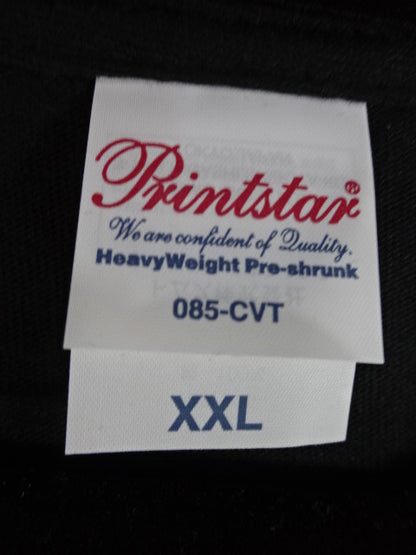 Printstar®
We are confident of Quality.
HeavyWeight Pre-shrunk
085-CVT
XXL